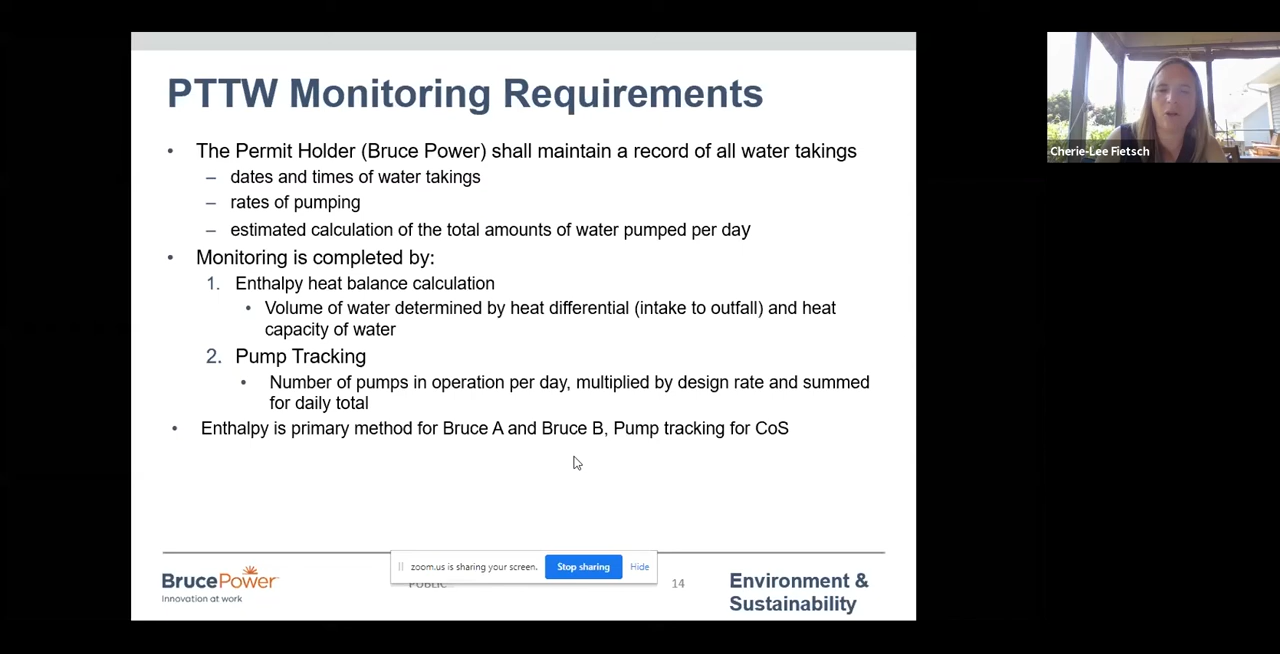 PTTW Monitoring Requirements
• The Permit Holder (Bruce Power) shall maintain a record of all water takings
– dates and times of water takings
– rates of pumping
– estimated calculation of the total amounts of water pumped per day
• Monitoring is completed by:
1. Enthalpy heat balance calculation
• Volume of water determined by heat differential (intake to outfall) and heat
capacity of water
2. Pump Tracking
• Number of pumps in operation per day, multiplied by design rate and summed
for daily total
• Enthalpy is primary method for Bruce A and Bruce B, Pump tracking for CoS
zoom.us is sharing your screen. Stop sharing Hide
BrucePower
Innovation at work
PUBLIC
14
Environment &
Sustainability
Cherie-Lee Fietsch